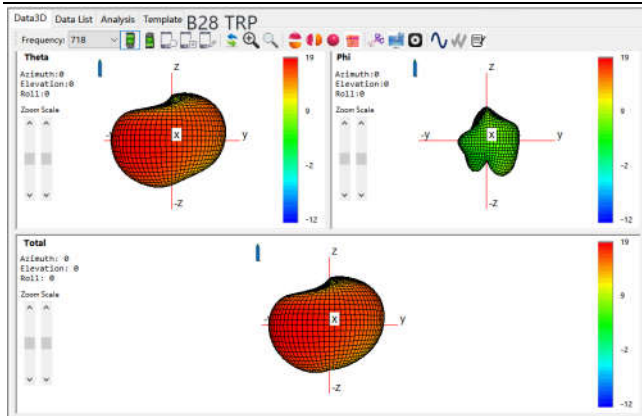 Data3D Data List Analysis Template B28 TRP
Frequency: 718
Theta
Azimuth:0
Elevation:0
Roll:0
Zoom Scale
z
-y
x
y
-z
19
9
-2
-12
Phi
Azimuth:0
Elevation:0
Roll:0
Zoom Scale
z
-y
x
y
-z
19
9
-2
-12
Total
Azimuth: 0
Elevation: 0
Roll: 0
Zoom Scale
z
-y
x
y
-z
19
9
-2
-12